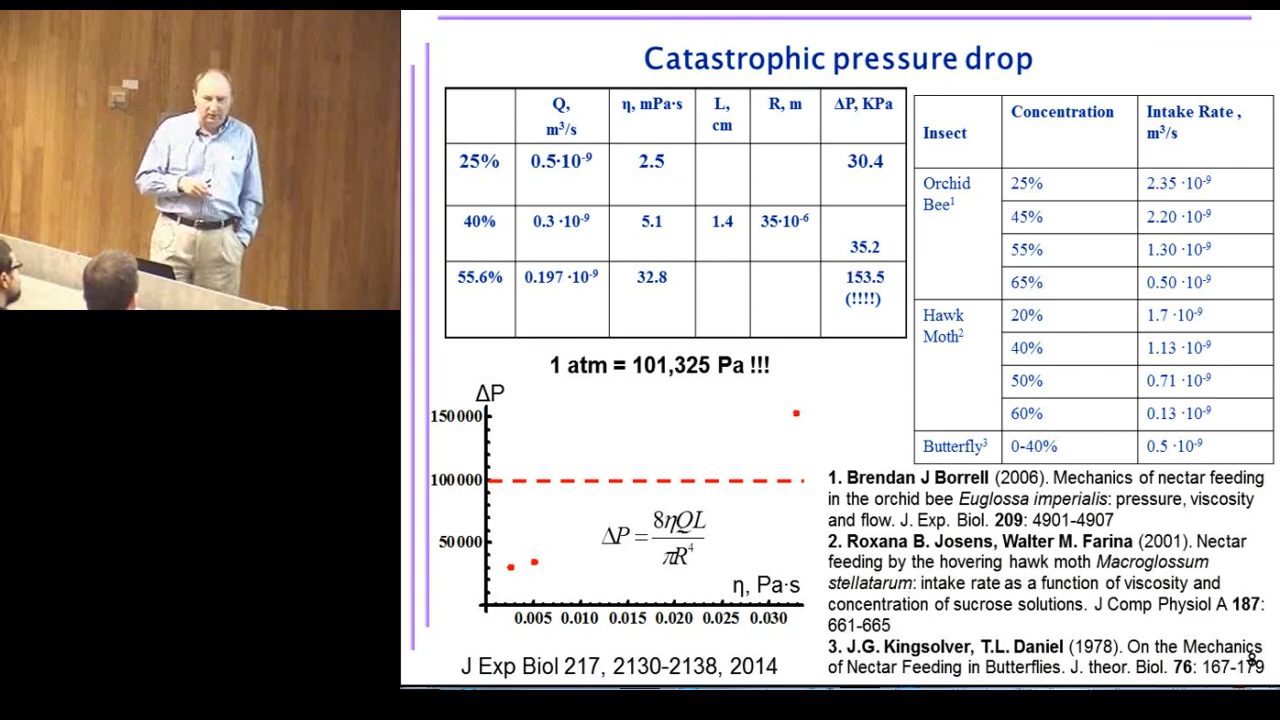 Catastrophic pressure drop
Q, m³/s η, mPa·s L, cm R, m ΔP, KPa
25% 0.5·10⁻⁹ 2.5 30.4
40% 0.3 ·10⁻⁹ 5.1 1.4 35·10⁻⁶ 35.2
55.6% 0.197 ·10⁻⁹ 32.8 153.5 (!!!!)
1 atm = 101,325 Pa !!!
ΔP
150000
100000
50000
ΔP = 8ηQL / πR⁴
η, Pa·s
0.005 0.010 0.015 0.020 0.025 0.030
J Exp Biol 217, 2130-2138, 2014
Insect Concentration Intake Rate , m³/s
Orchid Bee¹ 25% 2.35 ·10⁻⁹
45% 2.20 ·10⁻⁹
55% 1.30 ·10⁻⁹
65% 0.50 ·10⁻⁹
Hawk Moth² 20% 1.7 ·10⁻⁹
40% 1.13 ·10⁻⁹
50% 0.71 ·10⁻⁹
60% 0.13 ·10⁻⁹
Butterfly³ 0-40% 0.5 ·10⁻⁹
1. Brendan J Borrell (2006). Mechanics of nectar feeding
in the orchid bee Euglossa imperialis: pressure, viscosity
and flow. J. Exp. Biol. 209: 4901-4907
2. Roxana B. Josens, Walter M. Farina (2001). Nectar
feeding by the hovering hawk moth Macroglossum
stellatarum: intake rate as a function of viscosity and
concentration of sucrose solutions. J Comp Physiol A 187:
661-665
3. J.G. Kingsolver, T.L. Daniel (1978). On the Mechanics
of Nectar Feeding in Butterflies. J. theor. Biol. 76: 167-179
8